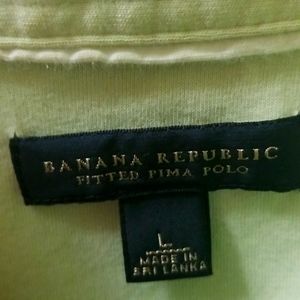 BANANA REPUBLIC
FITTED PIMA POLO
L
MADE IN
SRI LANKA